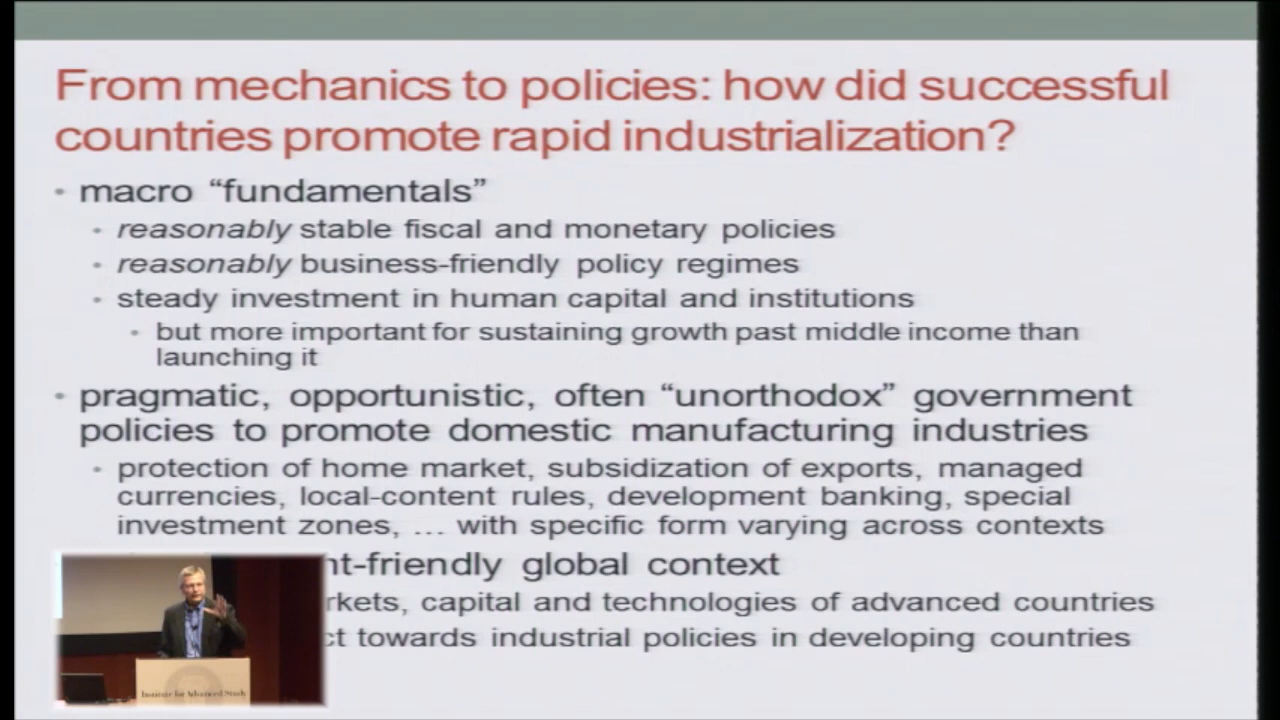 From mechanics to policies: how did successful
countries promote rapid industrialization?
• macro “fundamentals”
• reasonably stable fiscal and monetary policies
• reasonably business-friendly policy regimes
• steady investment in human capital and institutions
• but more important for sustaining growth past middle income than
launching it
• pragmatic, opportunistic, often “unorthodox” government
policies to promote domestic manufacturing industries
• protection of home market, subsidization of exports, managed
currencies, local-content rules, development banking, special
investment zones, … with specific form varying across contexts
nt-friendly global context
rkets, capital and technologies of advanced countries
ct towards industrial policies in developing countries
Institute for Advanced Study